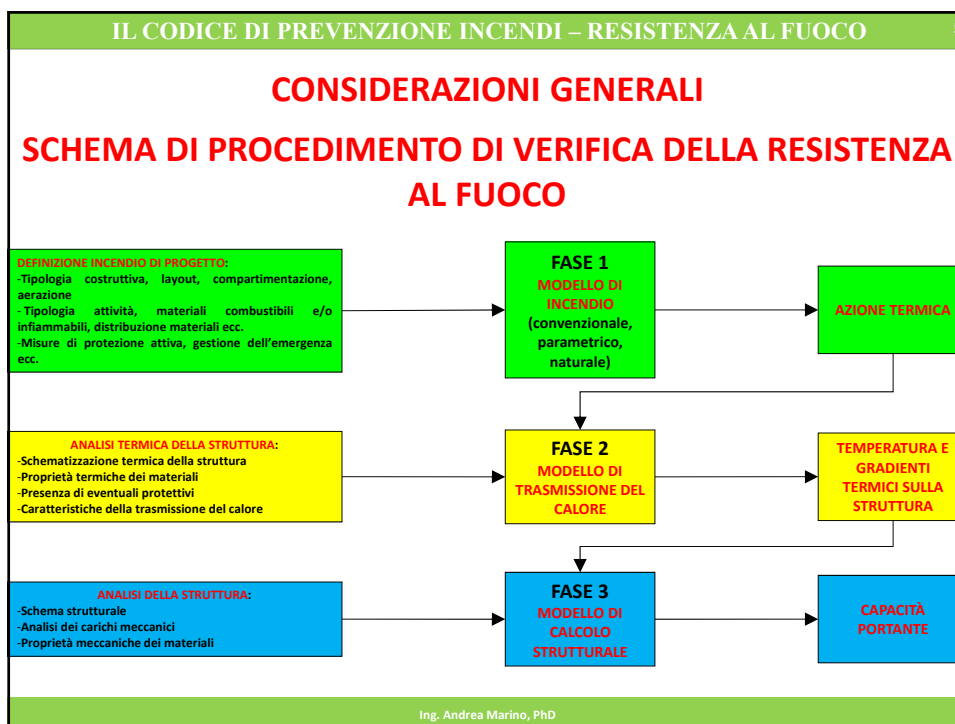 IL CODICE DI PREVENZIONE INCENDI – RESISTENZA AL FUOCO
CONSIDERAZIONI GENERALI
SCHEMA DI PROCEDIMENTO DI VERIFICA DELLA RESISTENZA
AL FUOCO
DEFINIZIONE INCENDIO DI PROGETTO:
-Tipologia costruttiva, layout, compartimentazione,
aerazione
- Tipologia attività, materiali combustibili e/o
infiammabili, distribuzione materiali ecc.
-Misure di protezione attiva, gestione dell'emergenza
ecc.
FASE 1
MODELLO DI
INCENDIO
(convenzionale,
parametrico,
naturale)
AZIONE TERMICA
ANALISI TERMICA DELLA STRUTTURA:
-Schematizzazione termica della struttura
-Proprietà termiche dei materiali
-Presenza di eventuali protettivi
-Caratteristiche della trasmissione del calore
FASE 2
MODELLO DI
TRASMISSIONE DEL
CALORE
TEMPERATURA E
GRADIENTI
TERMICI SULLA
STRUTTURA
ANALISI DELLA STRUTTURA:
-Schema strutturale
-Analisi dei carichi meccanici
-Proprietà meccaniche dei materiali
FASE 3
MODELLO DI
CALCOLO
STRUTTURALE
CAPACITÀ
PORTANTE
Ing. Andrea Marino, PhD